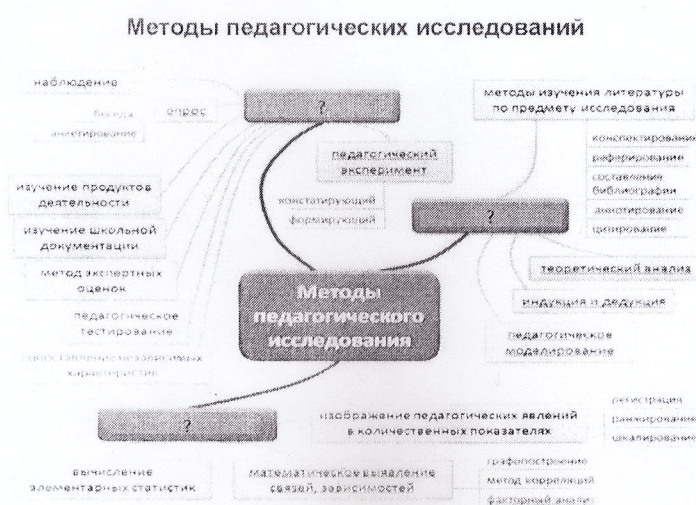 Методы педагогических исследований
наблюдение
?
методы изучения литературы
по предмету исследования
беседа
опрос
анкетирование
педагогический
эксперимент
конспектирование
реферирование
составление
библиографии
аннотирование
цитирование
изучение продуктов
деятельности
констатирующий
формирующий
?
изучение школьной
документации
метод экспертных
оценок
теоретический анализ
индукция и дедукция
Методы
педагогического
исследования
педагогическое
тестирование
педагогическое
моделирование
сопоставление независимых
характеристик
?
изображение педагогических явлений
в количественных показателях
регистрация
ранжирование
шкалирование
вычисление
элементарных статистик
математическое выявление
связей, зависимостей
графопостроение
метод корреляций
факторный анализ